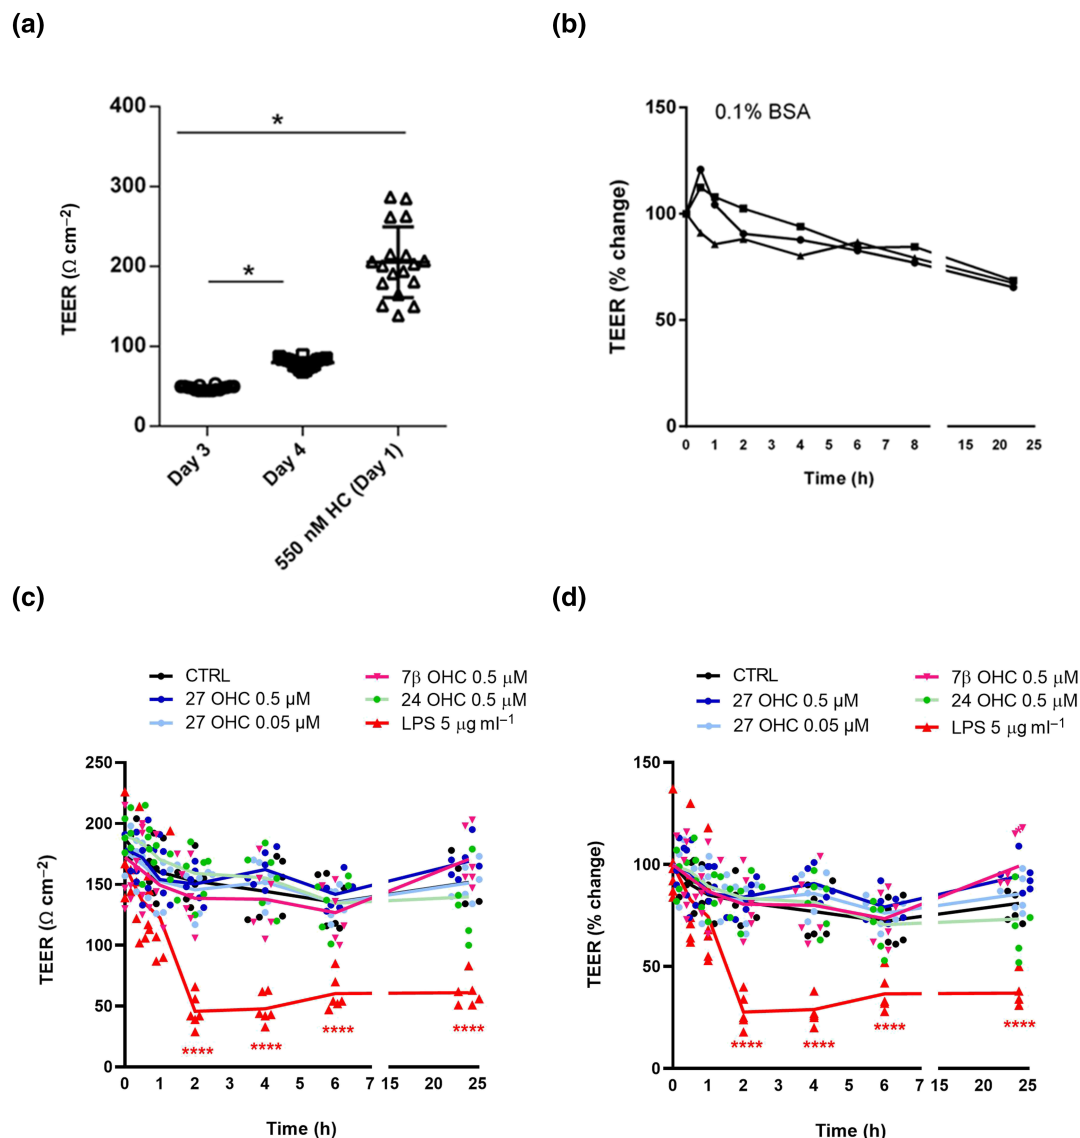 (a)
(b)
400
300
200
100
0
TEER (Ω cm⁻²)
*
*
Day 3
Day 4
550 nM HC (Day 1)
150
100
50
0
TEER (% change)
0.1% BSA
0 1 2 3 4 6 7 8 15 20 25
Time (h)
(c)
(d)
CTRL
27 OHC 0.5 µM
27 OHC 0.05 µM
7β OHC 0.5 µM
24 OHC 0.5 µM
LPS 5 µg ml⁻¹
250
200
150
100
50
0
TEER (Ω cm⁻²)
**** **** **** ****
0 1 2 3 4 5 6 7 15 20 25
Time (h)
CTRL
27 OHC 0.5 µM
27 OHC 0.05 µM
7β OHC 0.5 µM
24 OHC 0.5 µM
LPS 5 µg ml⁻¹
150
100
50
0
TEER (% change)
*
**** **** **** ****
0 1 2 3 4 5 6 7 15 20 25
Time (h)